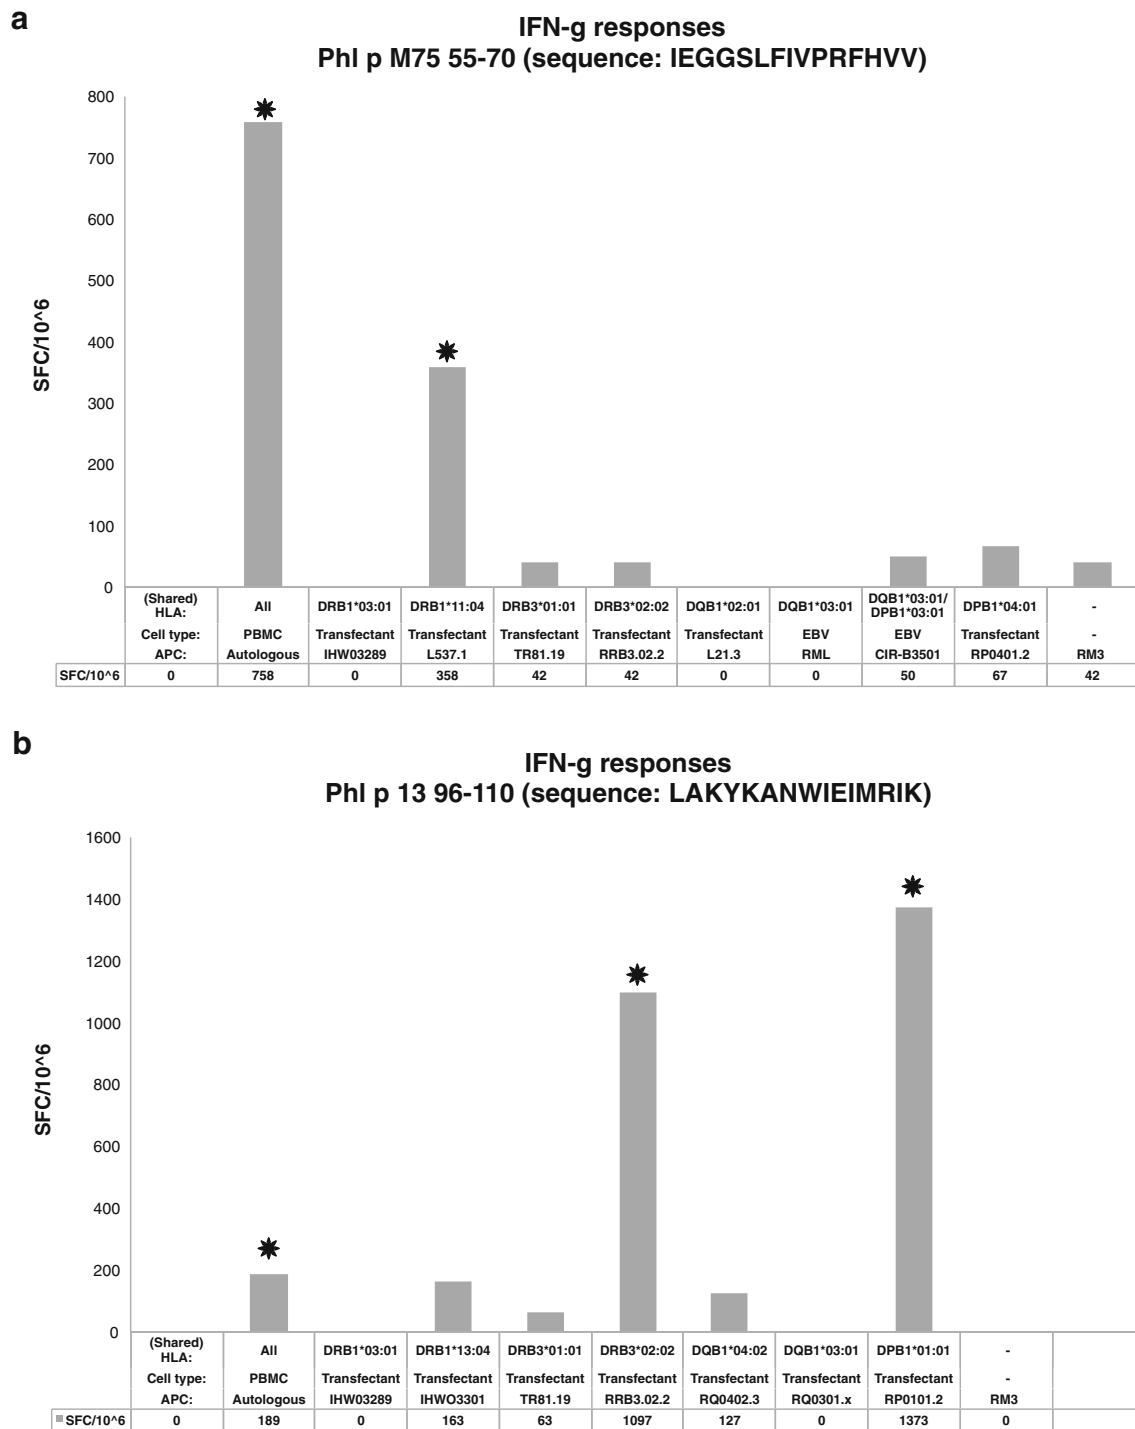 a
IFN-g responses
Phl p M75 55-70 (sequence: IEGGSLFIVPRFHVV)
800
700
600
500
400
300
200
100
0
SFC/10^6
(Shared) HLA: All DRB1*03:01 DRB1*11:04 DRB3*01:01 DRB3*02:02 DQB1*02:01 DQB1*03:01 DQB1*03:01/ DPB1*03:01 DPB1*04:01 -
Cell type: PBMC Transfectant Transfectant Transfectant Transfectant Transfectant EBV EBV Transfectant -
APC: Autologous IHW03289 L537.1 TR81.19 RRB3.02.2 L21.3 RML CIR-B3501 RP0401.2 RM3
SFC/10^6 0 758 0 358 42 42 0 0 50 67 42
b
IFN-g responses
Phl p 13 96-110 (sequence: LAKYKANWIEIMRIK)
1600
1400
1200
1000
800
600
400
200
0
SFC/10^6
(Shared) HLA: All DRB1*03:01 DRB1*13:04 DRB3*01:01 DRB3*02:02 DQB1*04:02 DQB1*03:01 DPB1*01:01 -
Cell type: PBMC Transfectant Transfectant Transfectant Transfectant Transfectant Transfectant Transfectant -
APC: Autologous IHW03289 IHWO3301 TR81.19 RRB3.02.2 RQ0402.3 RQ0301.x RP0101.2 RM3
SFC/10^6 0 189 0 163 63 1097 127 0 1373 0